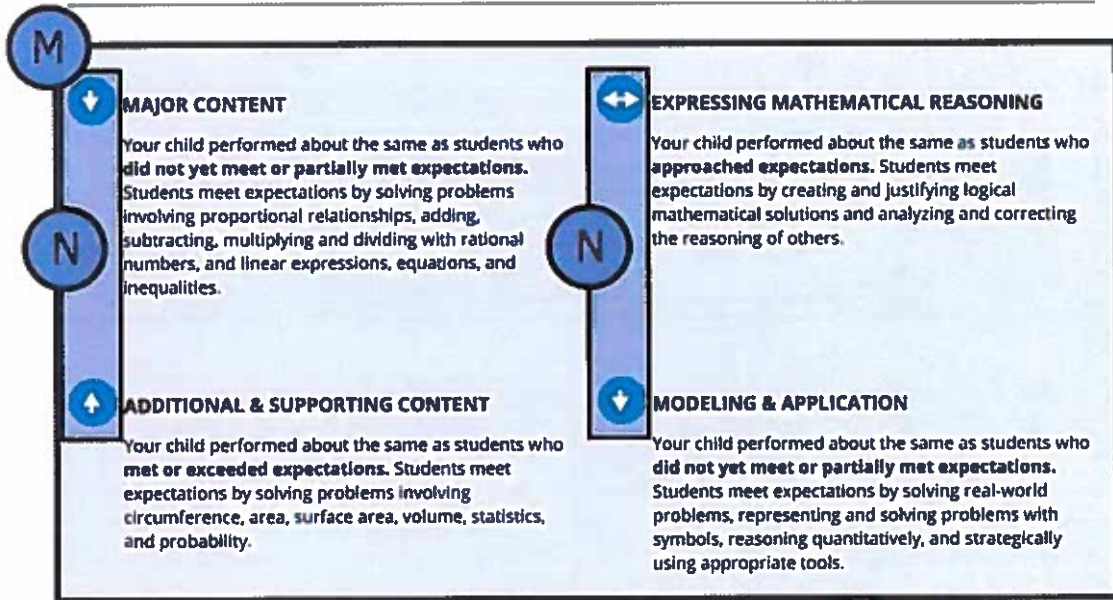 M
MAJOR CONTENT
Your child performed about the same as students who
did not yet meet or partially met expectations.
Students meet expectations by solving problems
involving proportional relationships, adding,
subtracting, multiplying and dividing with rational
numbers, and linear expressions, equations, and
inequalities.
N
ADDITIONAL & SUPPORTING CONTENT
Your child performed about the same as students who
met or exceeded expectations. Students meet
expectations by solving problems involving
circumference, area, surface area, volume, statistics,
and probability.
EXPRESSING MATHEMATICAL REASONING
Your child performed about the same as students who
approached expectations. Students meet
expectations by creating and justifying logical
mathematical solutions and analyzing and correcting
the reasoning of others.
N
MODELING & APPLICATION
Your child performed about the same as students who
did not yet meet or partially met expectations.
Students meet expectations by solving real-world
problems, representing and solving problems with
symbols, reasoning quantitatively, and strategically
using appropriate tools.